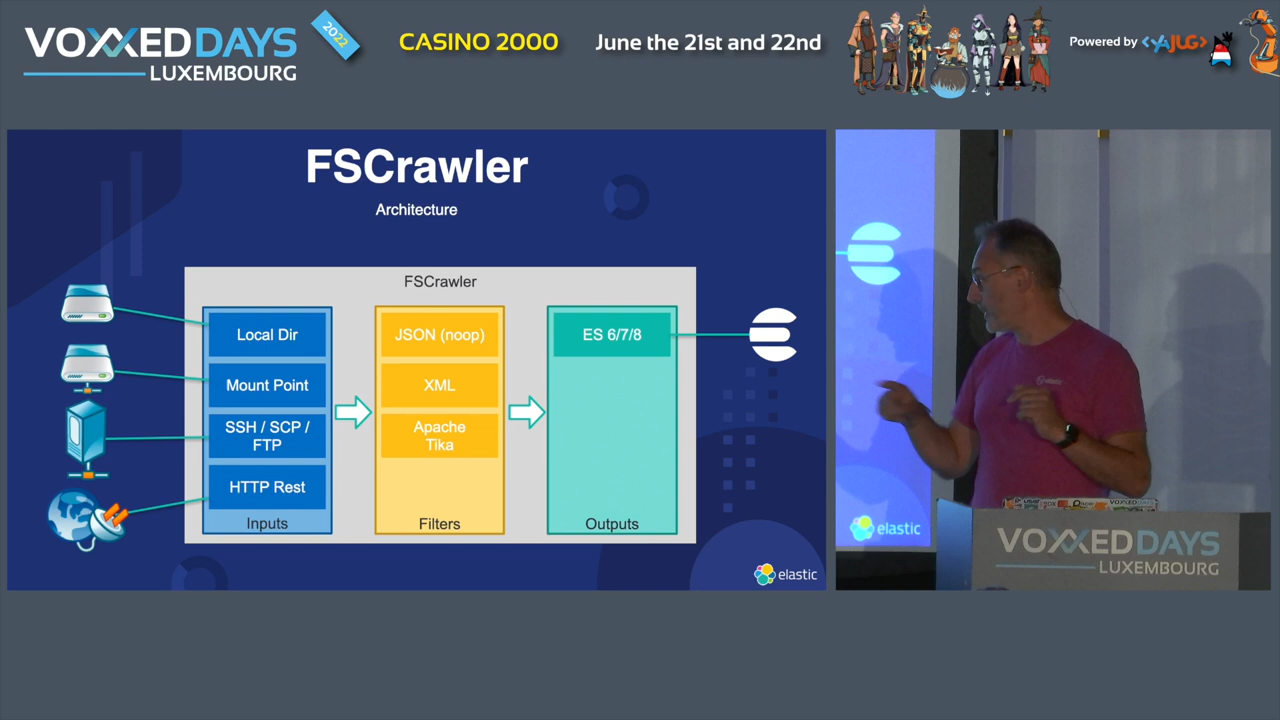 VOXXED DAYS
LUXEMBOURG
2022
CASINO 2000
June the 21st and 22nd
Powered by <YAJUG>
FSCrawler
Architecture
FSCrawler
Local Dir
Mount Point
SSH / SCP /
FTP
HTTP Rest
Inputs
JSON (noop)
XML
Apache
Tika
Filters
ES 6/7/8
Outputs
elastic
elastic
VOXXED DAYS
LUXEMBOURG